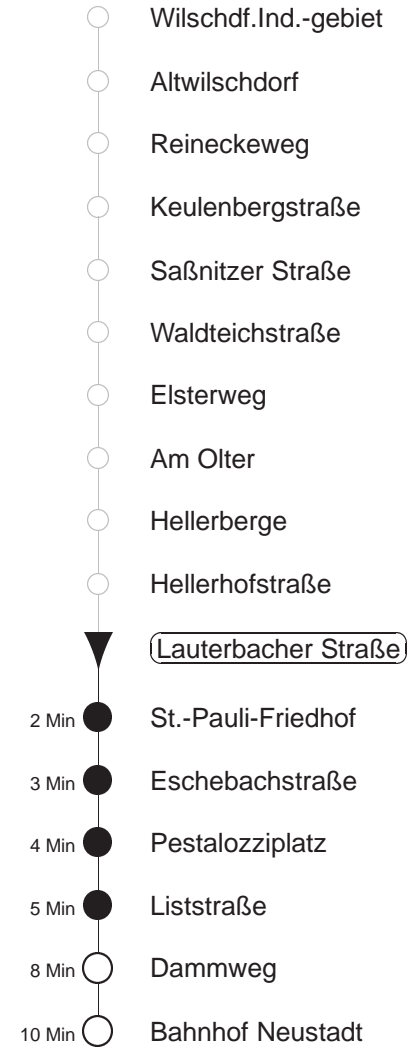 Wilschdf.Ind.-gebiet
Altwilschdorf
Reineckeweg
Keulenbergstraße
Saßnitzer Straße
Waldteichstraße
Elsterweg
Am Olter
Hellerberge
Hellerhofstraße
Lauterbacher Straße
2 Min St.-Pauli-Friedhof
3 Min Eschebachstraße
4 Min Pestalozziplatz
5 Min Liststraße
8 Min Dammweg
10 Min Bahnhof Neustadt